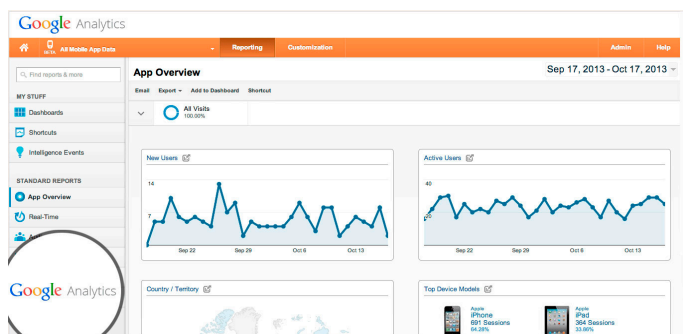 Google Analytics
BETA All Mobile App Data Reporting Customization Admin Help
Find reports & more
App Overview
Sep 17, 2013 - Oct 17, 2013
Email Export Add to Dashboard Shortcut
MY STUFF
Dashboards
Shortcuts
Intelligence Events
STANDARD REPORTS
App Overview
Real-Time
All Visits
100.00%
New Users
14
7
Sep 22 Sep 29 Oct 6 Oct 13
Active Users
40
20
Sep 22 Sep 29 Oct 6 Oct 13
Google Analytics
Country / Territory
Top Device Models
Apple
iPhone
691 Sessions
64.28%
Apple
iPad
364 Sessions
33.86%